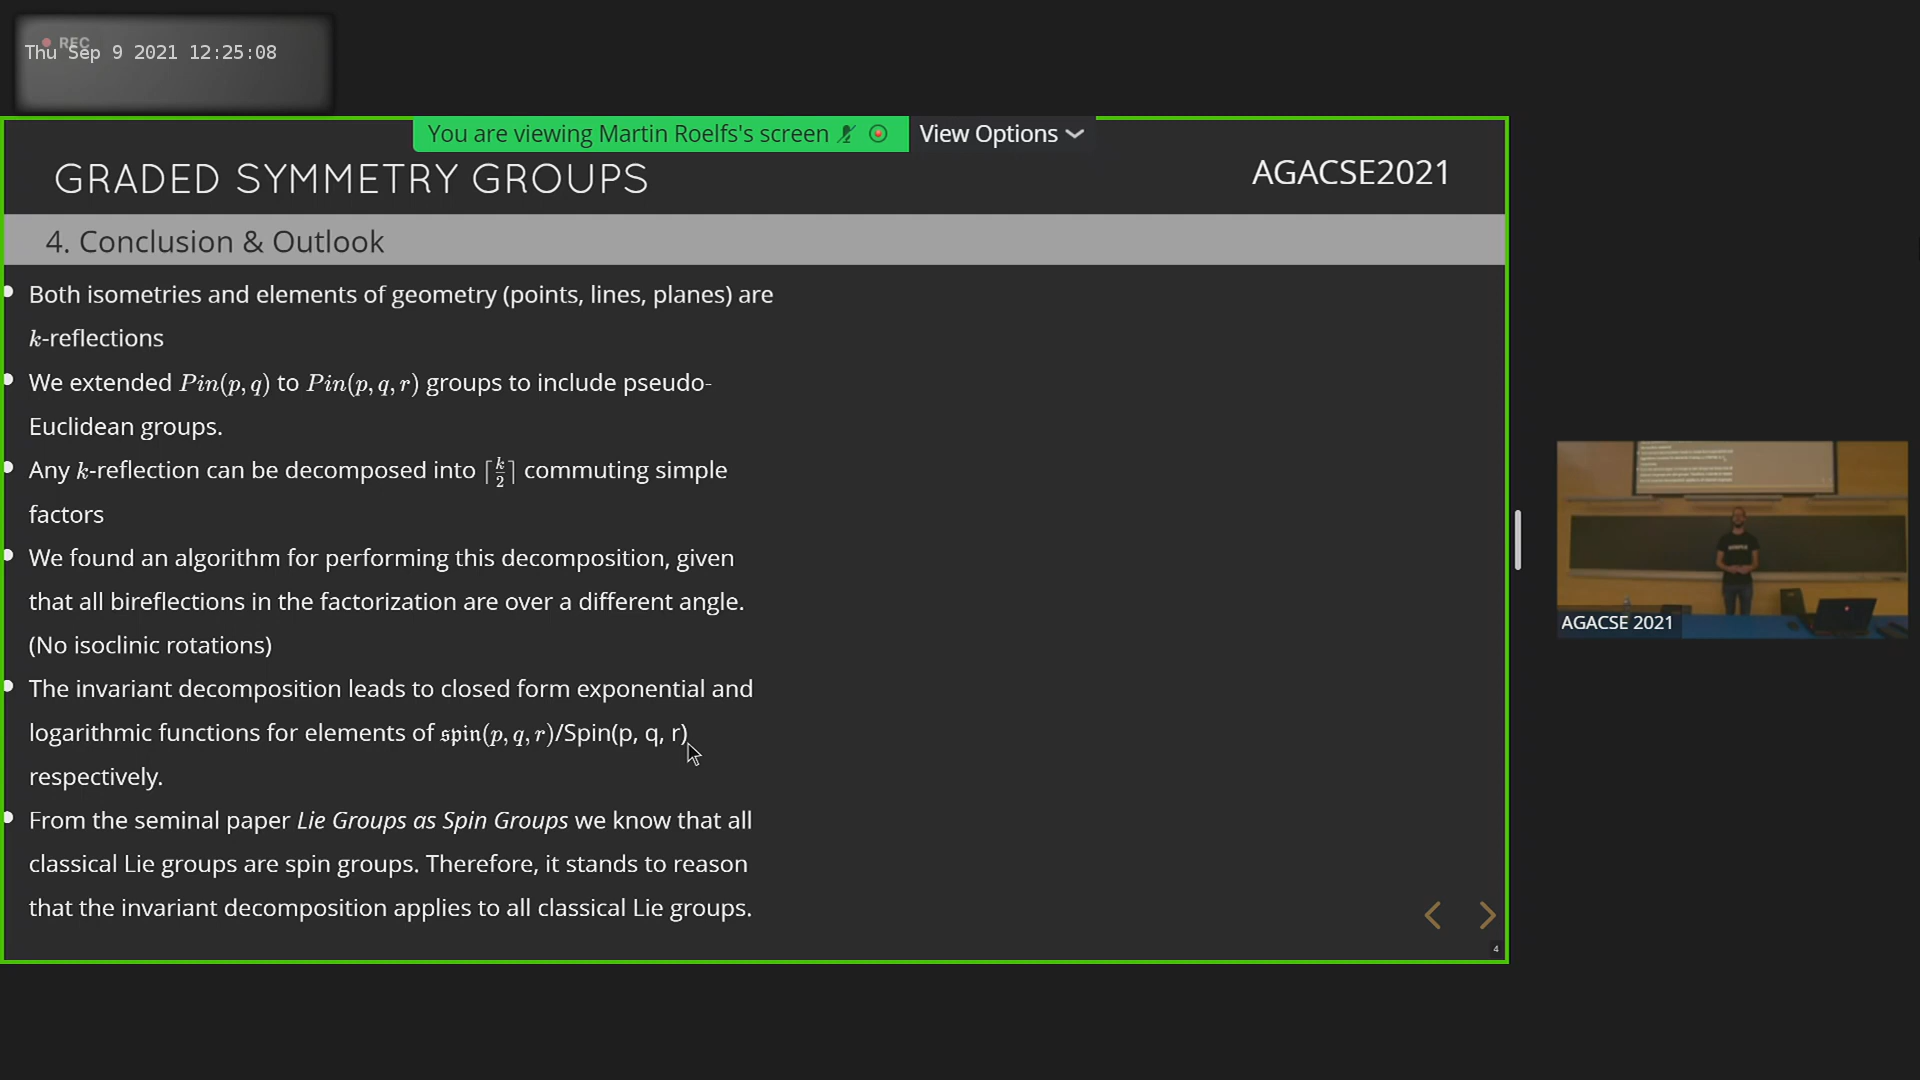 REC
Thu Sep 9 2021 12:25:08
You are viewing Martin Roelfs's screen
View Options
GRADED SYMMETRY GROUPS
AGACSE2021
4. Conclusion & Outlook
Both isometries and elements of geometry (points, lines, planes) are
k-reflections
We extended Pin(p, q) to Pin(p, q, r) groups to include pseudo-
Euclidean groups.
Any k-reflection can be decomposed into ⌈k/2⌉ commuting simple
factors
We found an algorithm for performing this decomposition, given
that all bireflections in the factorization are over a different angle.
(No isoclinic rotations)
The invariant decomposition leads to closed form exponential and
logarithmic functions for elements of 𝔰𝔭𝔦𝔫(p, q, r)/Spin(p, q, r)
respectively.
From the seminal paper Lie Groups as Spin Groups we know that all
classical Lie groups are spin groups. Therefore, it stands to reason
that the invariant decomposition applies to all classical Lie groups.
4
AGACSE 2021